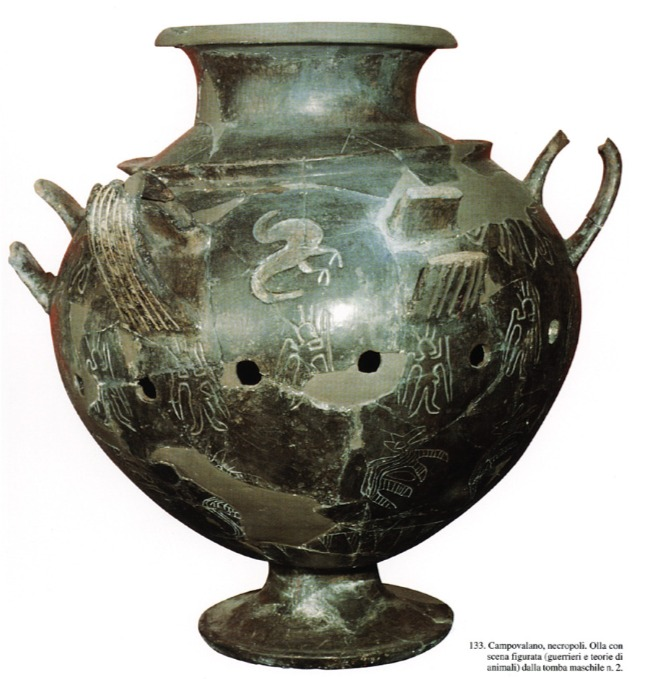 133. Campovalano, necropoli. Olla con
scena figurata (guerrieri e teorie di
animali) dalla tomba maschile n. 2.